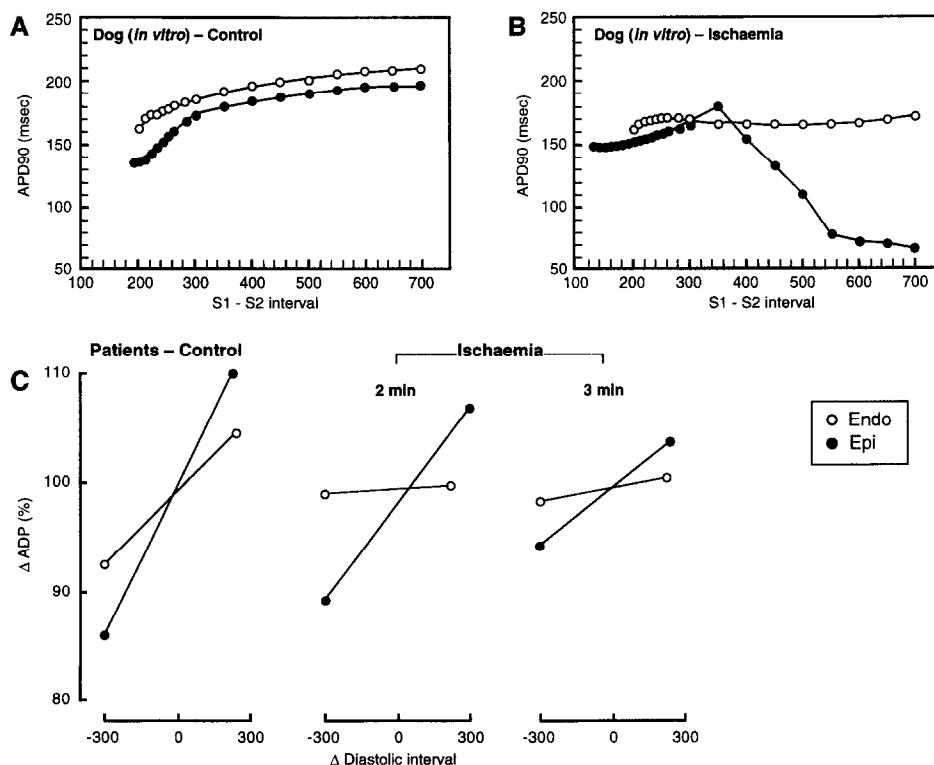 A
Dog (in vitro) – Control
APD90 (msec)
200
150
100
50
100 200 300 400 500 600 700
S1 - S2 interval
B
Dog (in vitro) – Ischaemia
APD90 (msec)
200
150
100
50
100 200 300 400 500 600 700
S1 - S2 interval
C
Patients – Control
Ischaemia
2 min
3 min
Δ ADP (%)
110
100
90
80
-300 0 300
-300 0 300
-300 0 300
Δ Diastolic interval
Endo
Epi